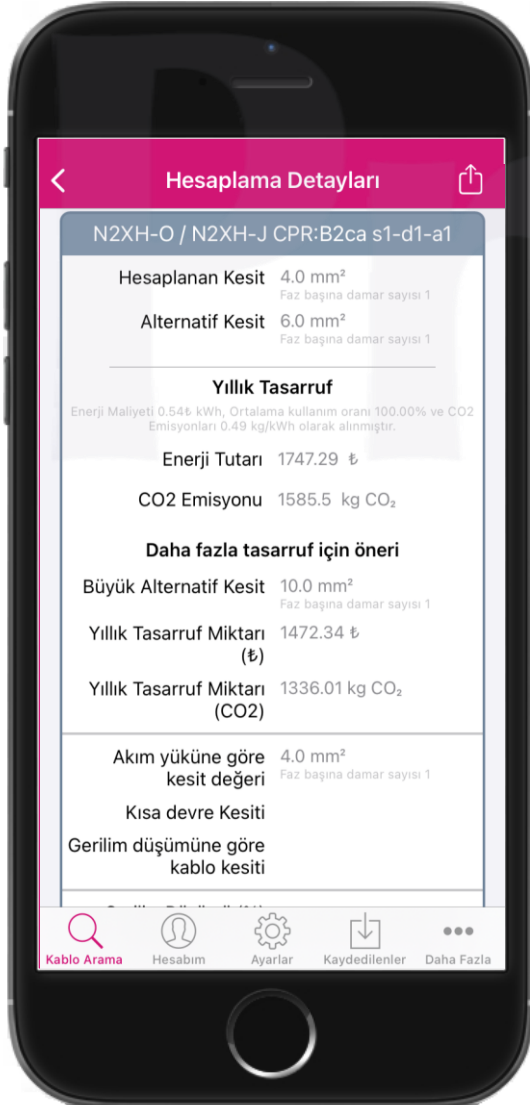 Hesaplama Detayları
N2XH-O / N2XH-J CPR:B2ca s1-d1-a1
Hesaplanan Kesit 4.0 mm²
Faz başına damar sayısı 1
Alternatif Kesit 6.0 mm²
Faz başına damar sayısı 1
Yıllık Tasarruf
Enerji Maliyeti 0.54₺ kWh, Ortalama kullanım oranı 100.00% ve CO2
Emisyonları 0.49 kg/kWh olarak alınmıştır.
Enerji Tutarı 1747.29 ₺
CO2 Emisyonu 1585.5 kg CO₂
Daha fazla tasarruf için öneri
Büyük Alternatif Kesit 10.0 mm²
Faz başına damar sayısı 1
Yıllık Tasarruf Miktarı 1472.34 ₺
(₺)
Yıllık Tasarruf Miktarı 1336.01 kg CO₂
(CO2)
Akım yüküne göre 4.0 mm²
kesit değeri Faz başına damar sayısı 1
Kısa devre Kesiti
Gerilim düşümüne göre
kablo kesiti
Kablo Arama Hesabım Ayarlar Kaydedilenler Daha Fazla